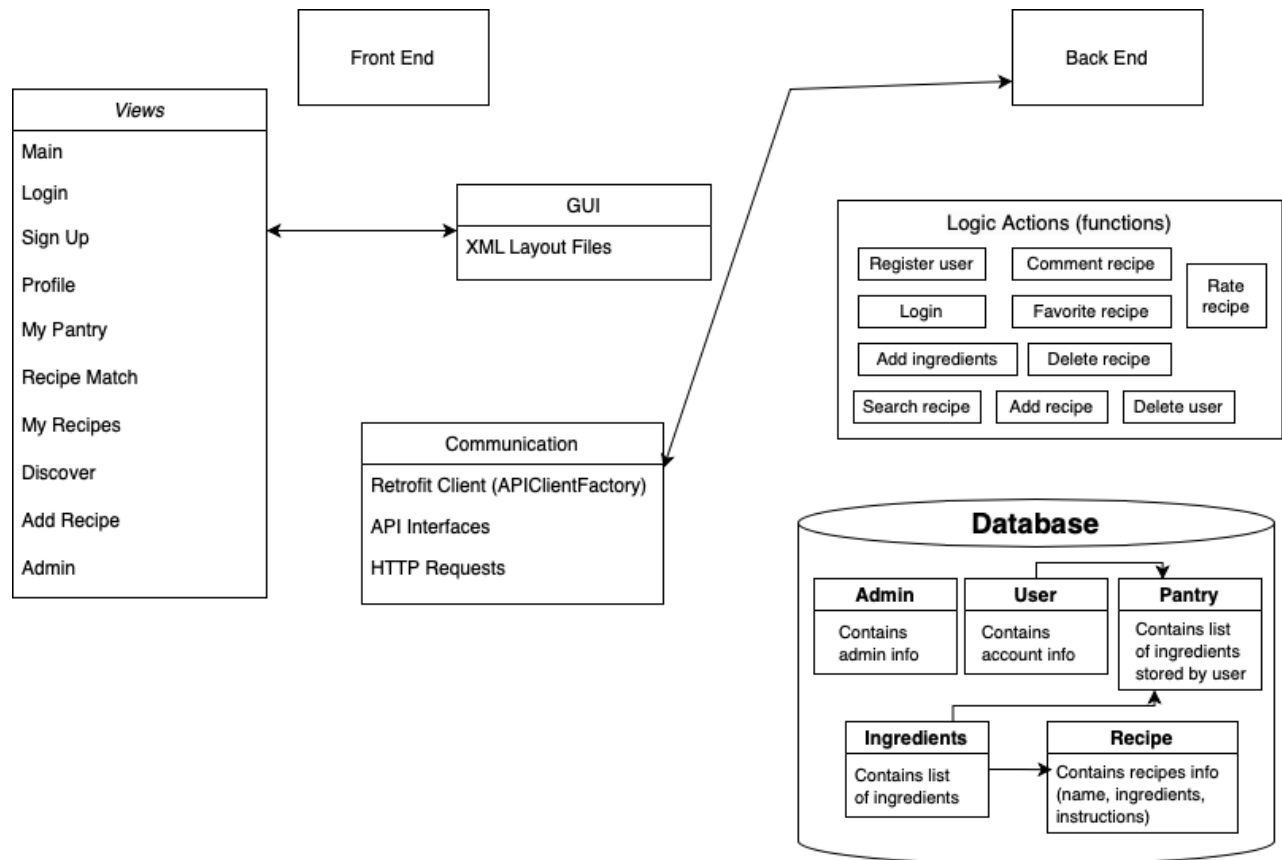 Front End
Back End
Views
Main
Login
Sign Up
Profile
My Pantry
Recipe Match
My Recipes
Discover
Add Recipe
Admin
GUI
XML Layout Files
Communication
Retrofit Client (APIClientFactory)
API Interfaces
HTTP Requests
Logic Actions (functions)
Register user
Comment recipe
Rate
recipe
Login
Favorite recipe
Add ingredients
Delete recipe
Search recipe
Add recipe
Delete user
Database
Admin
Contains
admin info
User
Contains
account info
Pantry
Contains list
of ingredients
stored by user
Ingredients
Contains list
of ingredients
Recipe
Contains recipes info
(name, ingredients,
instructions)